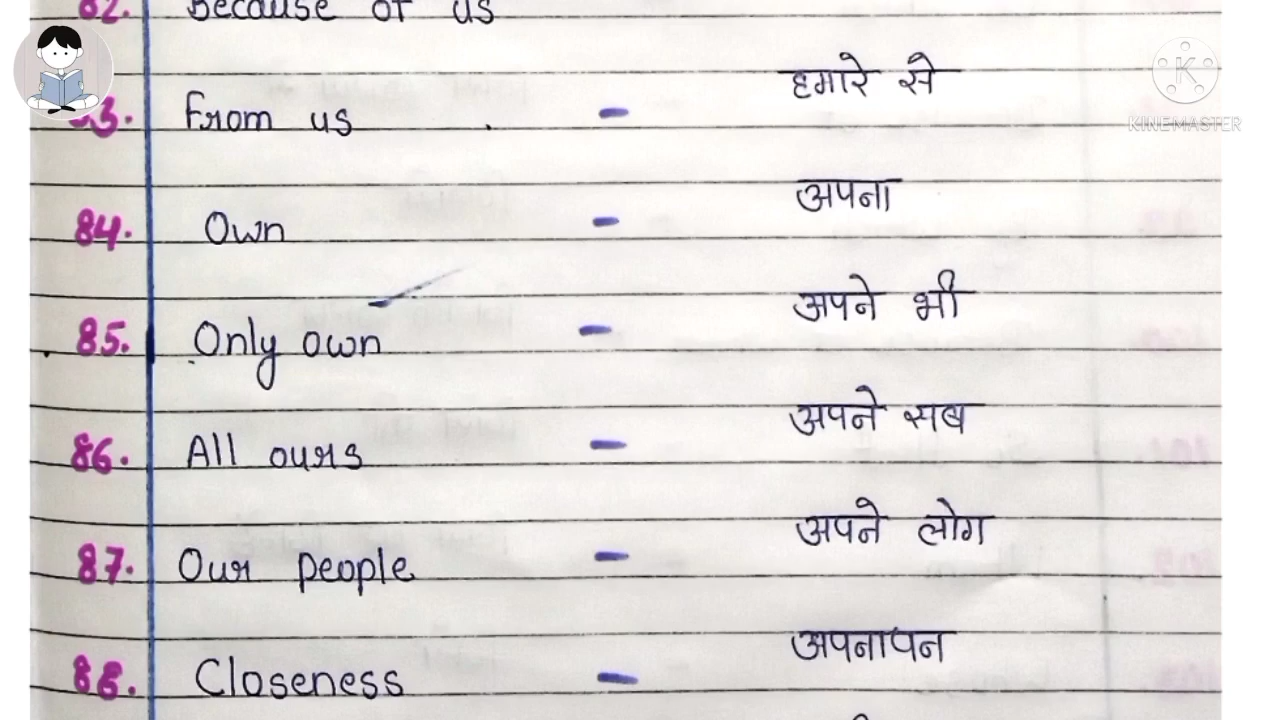 82. Because of us
83. From us - हमारे से
84. Own - अपना
85. Only own - अपने भी
86. All ours - अपने सब
87. Our people - अपने लोग
88. Closeness - अपनापन
KINEMASTER